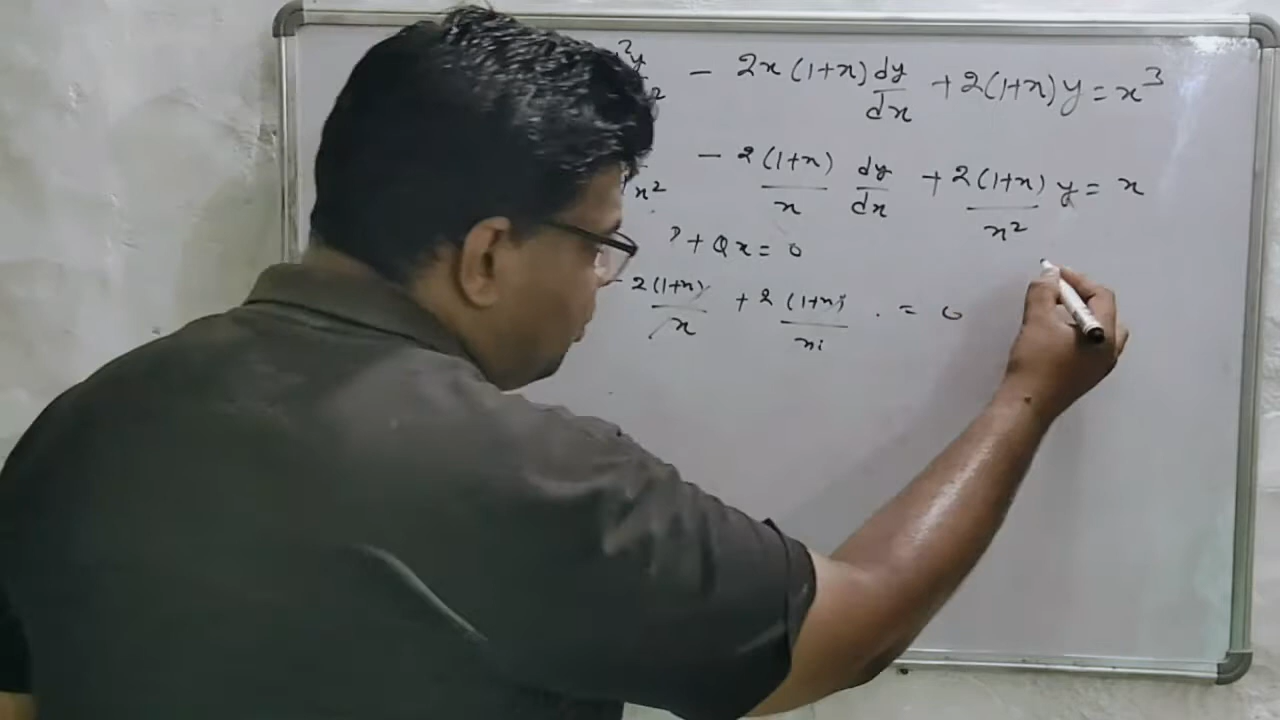 ²y/x² - 2x(1+x) dy/dx + 2(1+x)y = x³
x² - 2(1+x)/x dy/dx + 2(1+x)/x² y = x
+ Qx = 0
- 2(1+x)/x + 2(1+x)/x . = 0